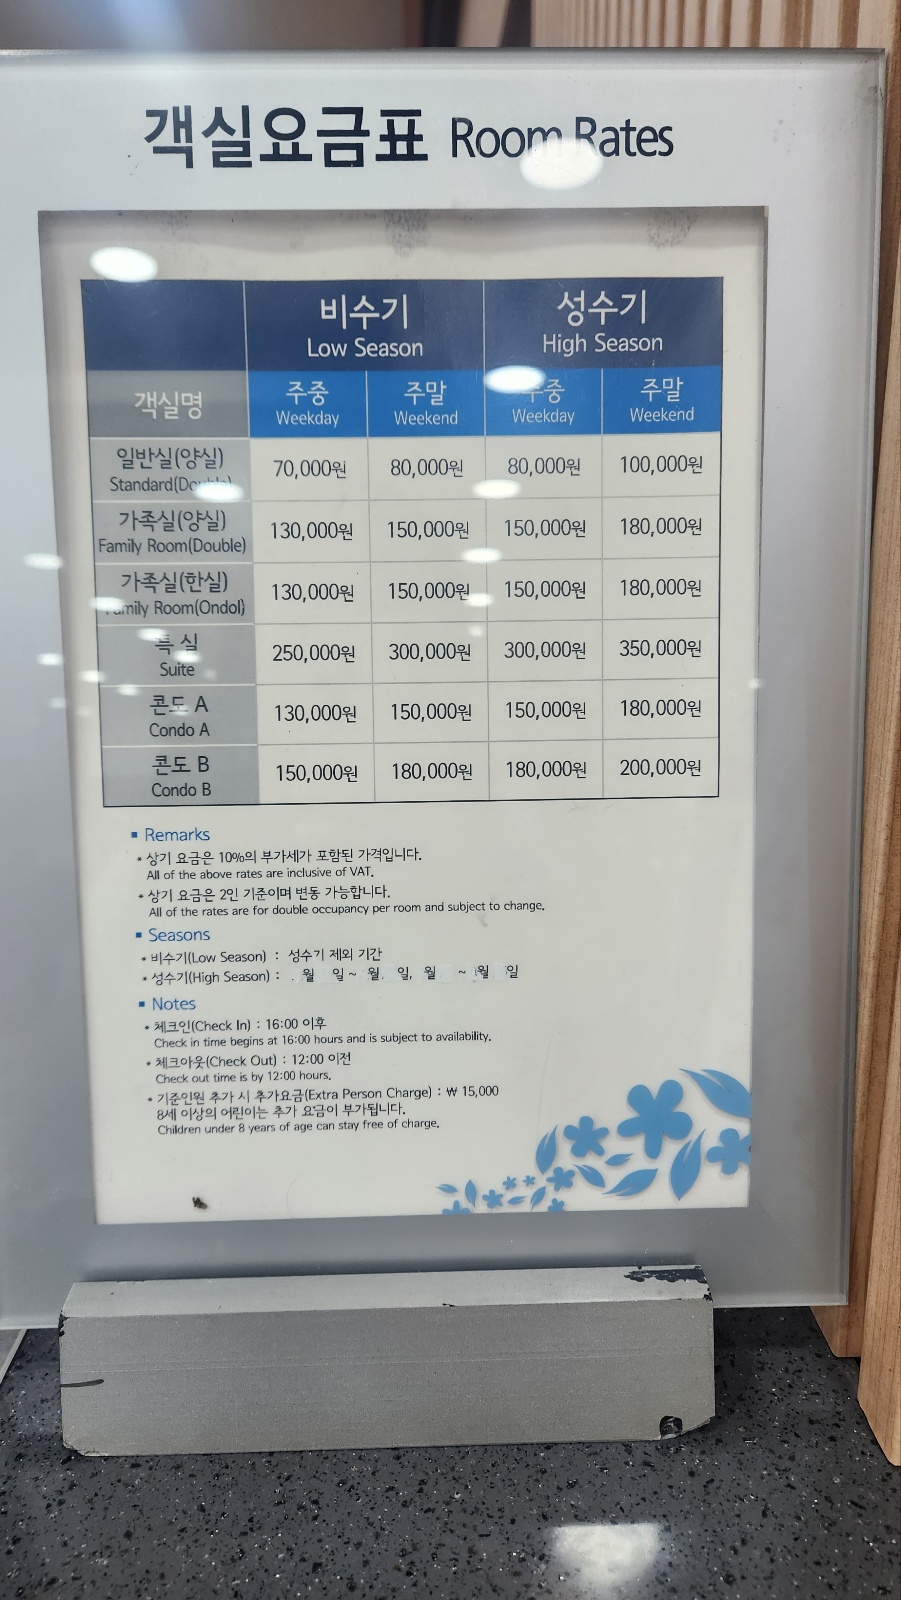 객실요금표 Room Rates
비수기 성수기
Low Season High Season
객실명 주중 주말 주중 주말
Weekday Weekend Weekday Weekend
일반실(양실) 70,000원 80,000원 80,000원 100,000원
Standard(Double)
가족실(양실) 130,000원 150,000원 150,000원 180,000원
Family Room(Double)
가족실(한실) 130,000원 150,000원 150,000원 180,000원
Family Room(Ondol)
특 실 250,000원 300,000원 300,000원 350,000원
Suite
콘도 A 130,000원 150,000원 150,000원 180,000원
Condo A
콘도 B 150,000원 180,000원 180,000원 200,000원
Condo B
▪ Remarks
• 상기 요금은 10%의 부가세가 포함된 가격입니다.
All of the above rates are inclusive of VAT.
• 상기 요금은 2인 기준이며 변동 가능합니다.
All of the rates are for double occupancy per room and subject to change.
▪ Seasons
• 비수기(Low Season) : 성수기 제외 기간
• 성수기(High Season) : . 월 일 ~ 월 일, 월 ~ 월 일
▪ Notes
• 체크인(Check In) : 16:00 이후
Check in time begins at 16:00 hours and is subject to availability.
• 체크아웃(Check Out) : 12:00 이전
Check out time is by 12:00 hours.
• 기준인원 추가 시 추가요금(Extra Person Charge) : ₩ 15,000
8세 이상의 어린이는 추가 요금이 부가됩니다.
Children under 8 years of age can stay free of charge.